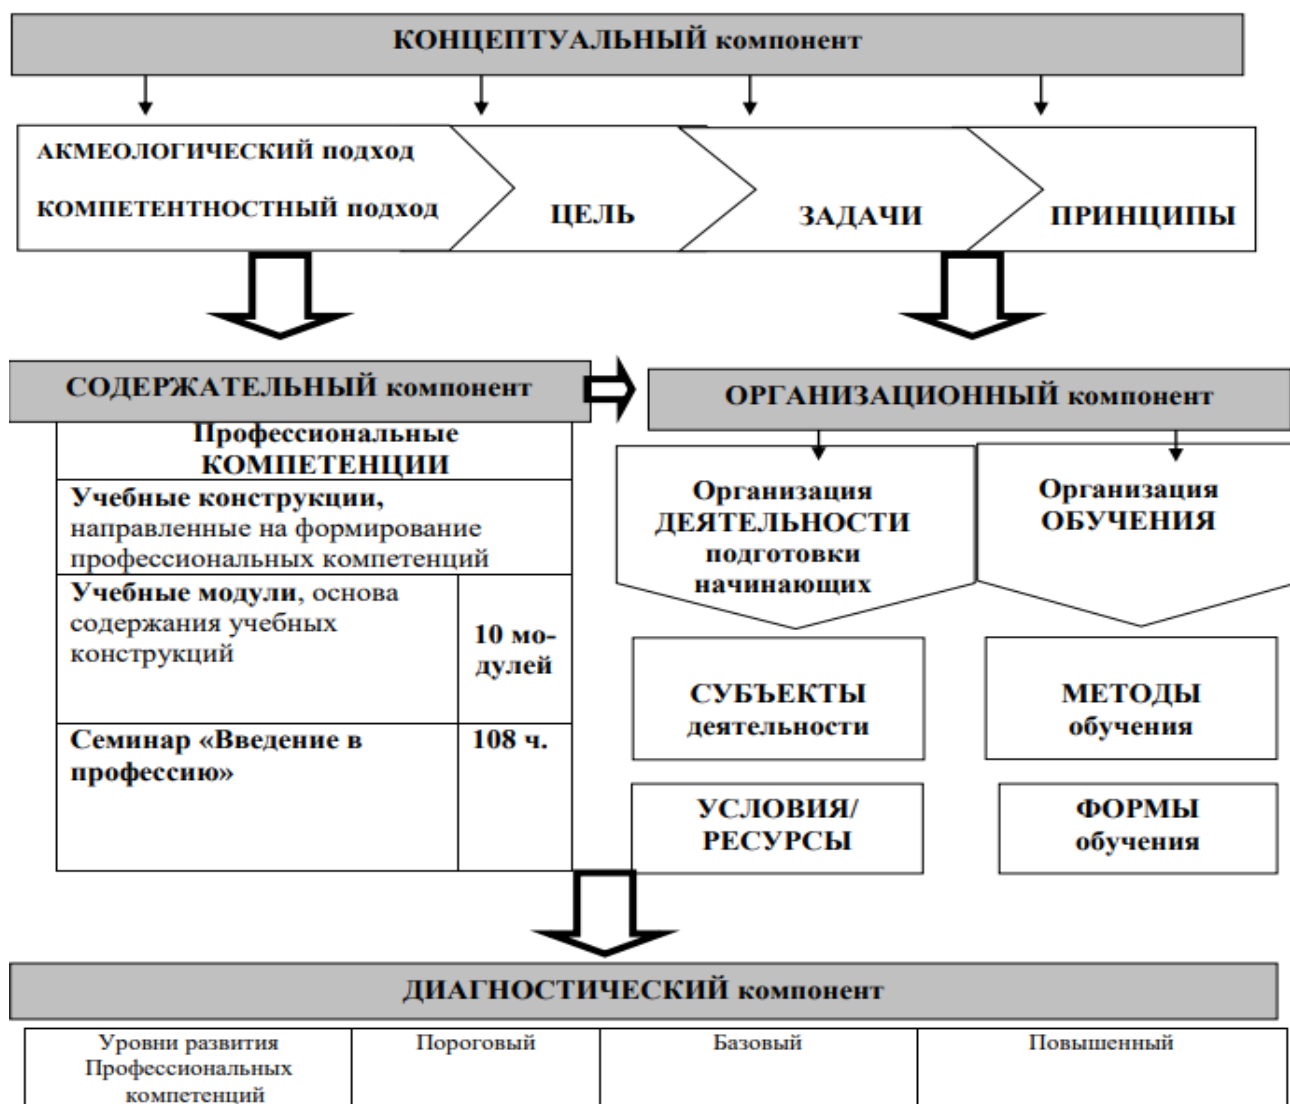 КОНЦЕПТУАЛЬНЫЙ компонент
АКМЕОЛОГИЧЕСКИЙ подход
КОМПЕТЕНТНОСТНЫЙ подход
ЦЕЛЬ
ЗАДАЧИ
ПРИНЦИПЫ
СОДЕРЖАТЕЛЬНЫЙ компонент
Профессиональные
КОМПЕТЕНЦИИ
Учебные конструкции,
направленные на формирование
профессиональных компетенций
Учебные модули, основа
содержания учебных
конструкций
10 мо-
дулей
Семинар «Введение в
профессию»
108 ч.
ОРГАНИЗАЦИОННЫЙ компонент
Организация
ДЕЯТЕЛЬНОСТИ
подготовки
начинающих
Организация
ОБУЧЕНИЯ
СУБЪЕКТЫ
деятельности
МЕТОДЫ
обучения
УСЛОВИЯ/
РЕСУРСЫ
ФОРМЫ
обучения
ДИАГНОСТИЧЕСКИЙ компонент
Уровни развития
Профессиональных
компетенций
Пороговый
Базовый
Повышенный